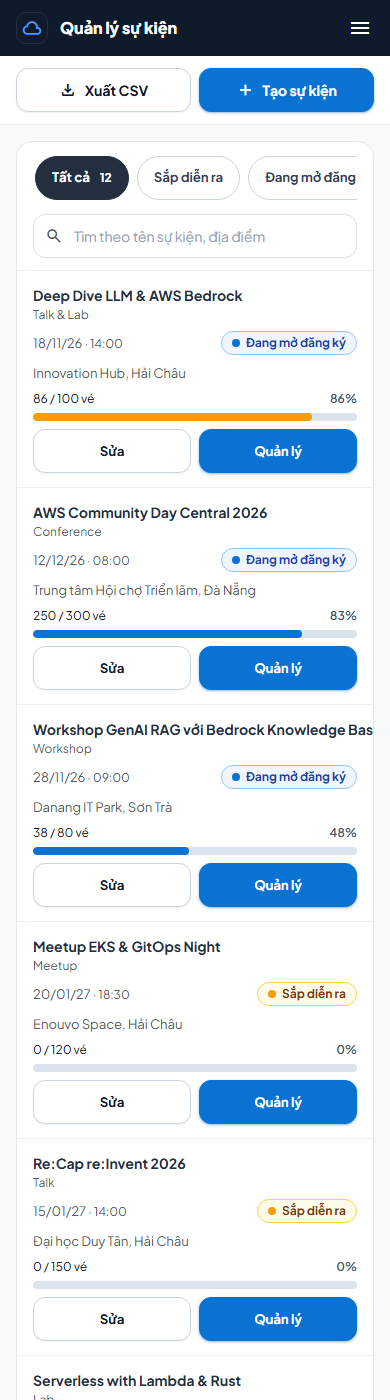 Quản lý sự kiện
Xuất CSV
Tạo sự kiện
Tất cả 12
Sắp diễn ra
Đang mở đăng
Tìm theo tên sự kiện, địa điểm
Deep Dive LLM & AWS Bedrock
Talk & Lab
18/11/26 · 14:00
Đang mở đăng ký
Innovation Hub, Hải Châu
86 / 100 vé
86%
Sửa
Quản lý
AWS Community Day Central 2026
Conference
12/12/26 · 08:00
Đang mở đăng ký
Trung tâm Hội chợ Triển lãm, Đà Nẵng
250 / 300 vé
83%
Sửa
Quản lý
Workshop GenAI RAG với Bedrock Knowledge Bas
Workshop
28/11/26 · 09:00
Đang mở đăng ký
Danang IT Park, Sơn Trà
38 / 80 vé
48%
Sửa
Quản lý
Meetup EKS & GitOps Night
Meetup
20/01/27 · 18:30
Sắp diễn ra
Enouvo Space, Hải Châu
0 / 120 vé
0%
Sửa
Quản lý
Re:Cap re:Invent 2026
Talk
15/01/27 · 14:00
Sắp diễn ra
Đại học Duy Tân, Hải Châu
0 / 150 vé
0%
Sửa
Quản lý
Serverless with Lambda & Rust
Lab